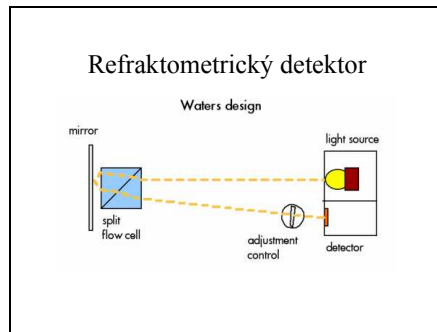 Refraktometrický detektor
Waters design
mirror
light source
split
flow cell
adjustment
control
detector